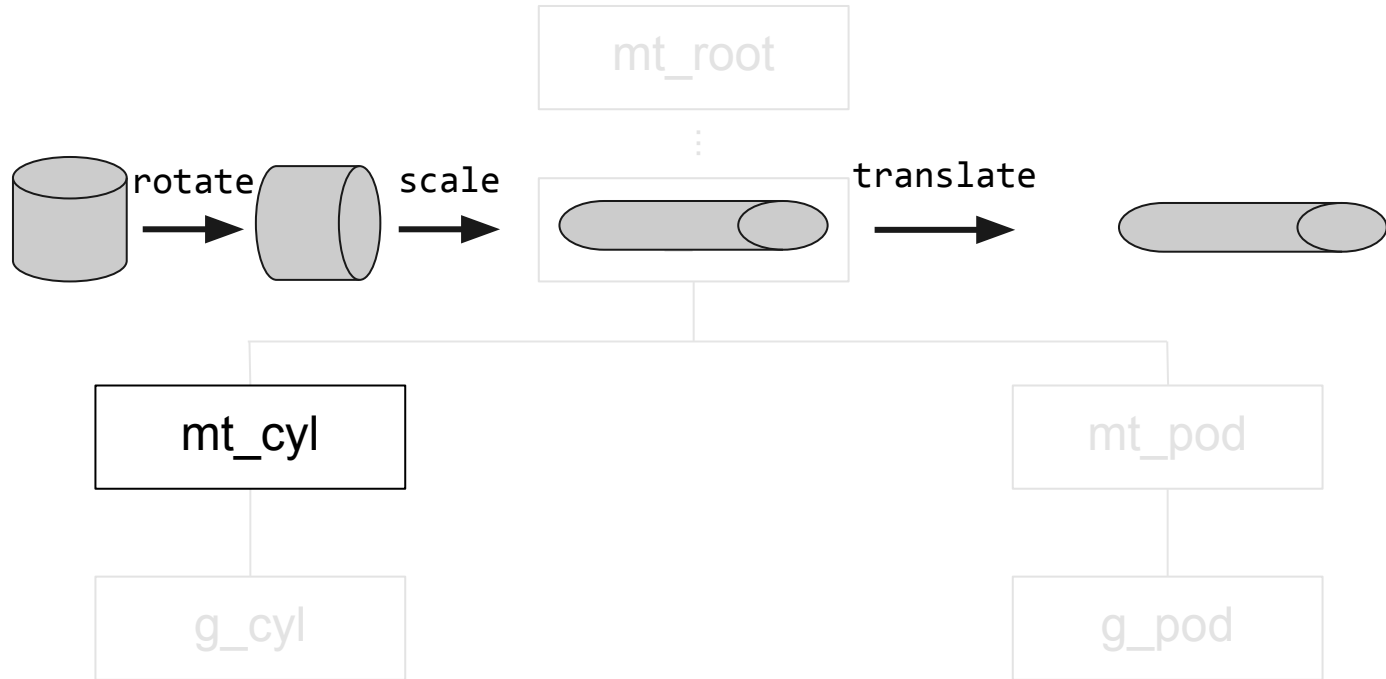 mt_root
⋮
rotate
scale
translate
mt_cyl
mt_pod
g_cyl
g_pod